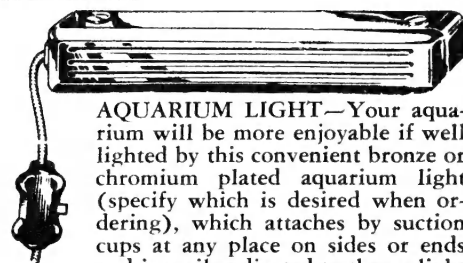 AQUARIUM LIGHT—Your aqua-
rium will be more enjoyable if well
lighted by this convenient bronze or
chromium plated aquarium light
(specify which is desired when or-
dering), which attaches by suction
cups at any place on sides or ends